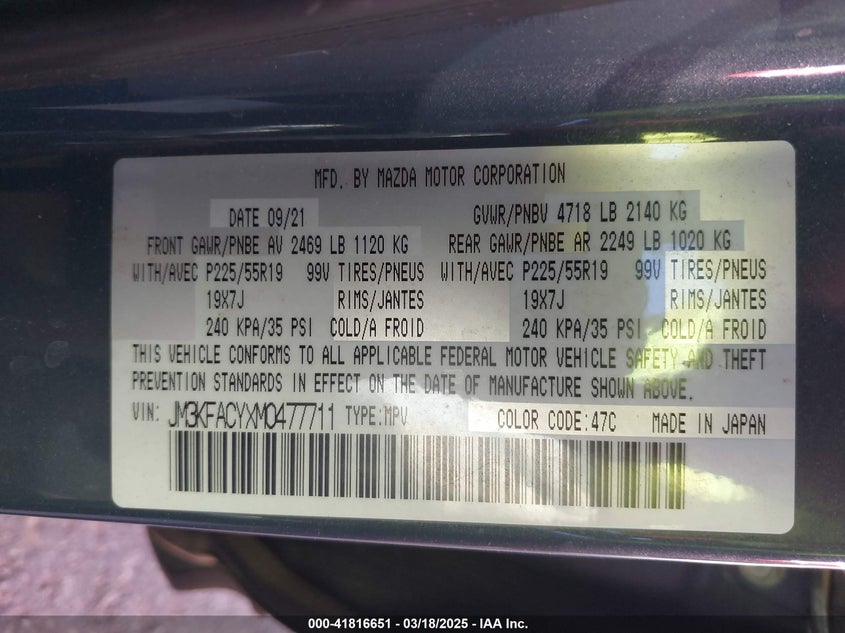 MFD. BY MAZDA MOTOR CORPORATION
DATE 09/21 GVWR/PNBV 4718 LB 2140 KG
FRONT GAWR/PNBE AV 2469 LB 1120 KG REAR GAWR/PNBE AR 2249 LB 1020 KG
WITH/AVEC P225/55R19 99V TIRES/PNEUS WITH/AVEC P225/55R19 99V TIRES/PNEUS
19X7J RIMS/JANTES 19X7J RIMS/JANTES
240 KPA/35 PSI COLD/A FROID 240 KPA/35 PSI COLD/A FROID
THIS VEHICLE CONFORMS TO ALL APPLICABLE FEDERAL MOTOR VEHICLE SAFETY AND THEFT
PREVENTION STANDARDS IN EFFECT ON THE DATE OF MANUFACTURE SHOWN ABOVE.
VIN: JM3KFACYXM0477711 TYPE:MPV COLOR CODE:47C MADE IN JAPAN
000-41816651 - 03/18/2025 - IAA Inc.